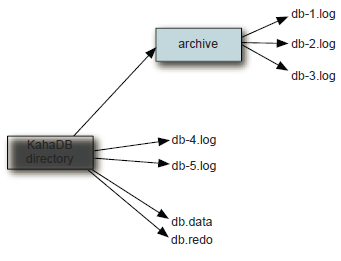 db-1.log
archive
db-2.log
db-3.log
KahaDB
directory
db-4.log
db-5.log
db.data
db.redo